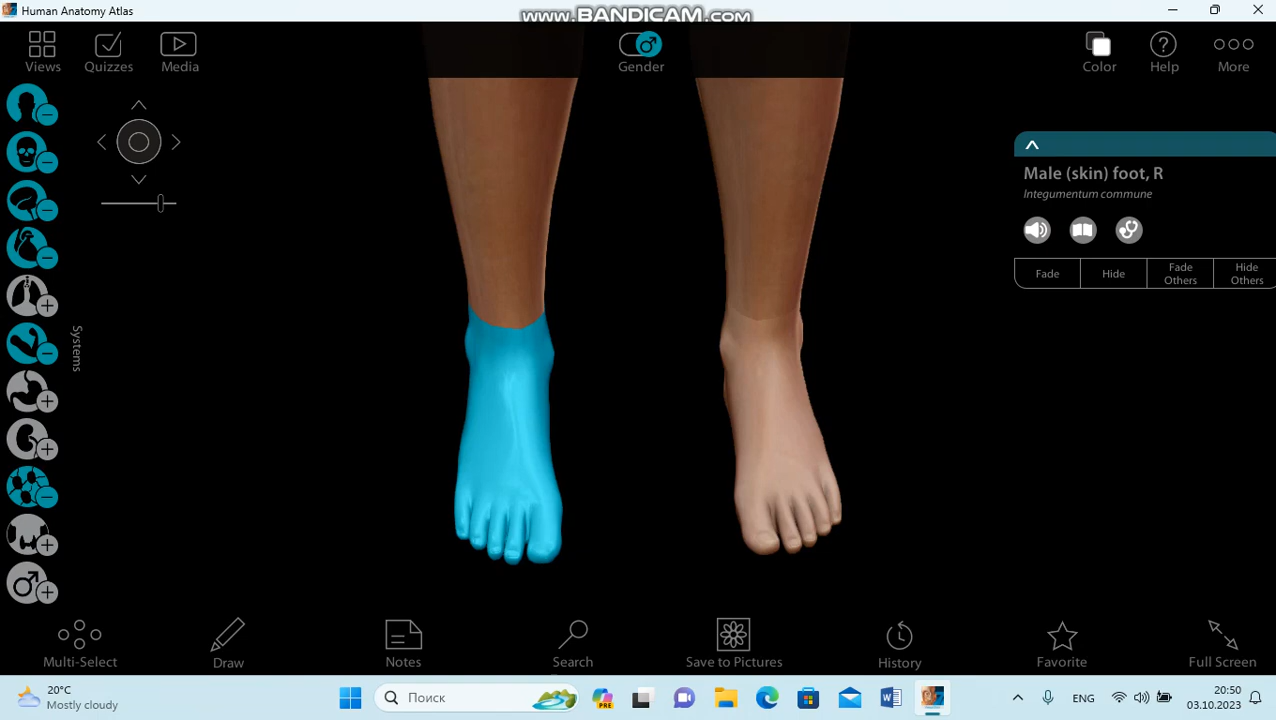 Human Anatomy Atlas
www.BANDICAM.com
Views
Quizzes
Media
Gender
Color
Help
More
Male (skin) foot, R
Integumentum commune
Fade
Hide
Fade
Others
Hide
Others
Systems
Multi-Select
Draw
Notes
Search
Save to Pictures
History
Favorite
Full Screen
20°C
Mostly cloudy
Поиск
PRE
ENG
20:50
03.10.2023